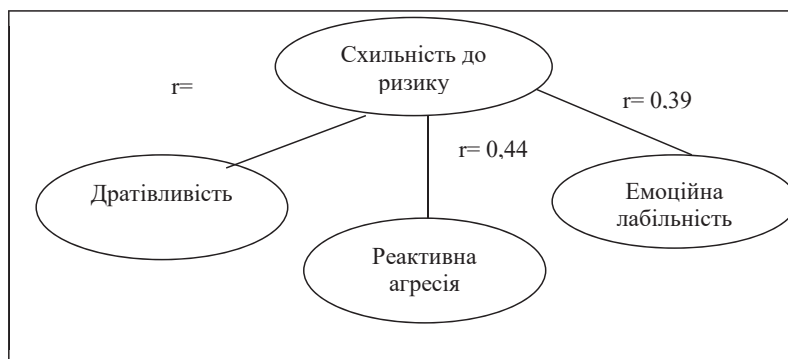 Схильність до
ризику
r=
r= 0,39
r= 0,44
Дратівливість
Емоційна
лабільність
Реактивна
агресія